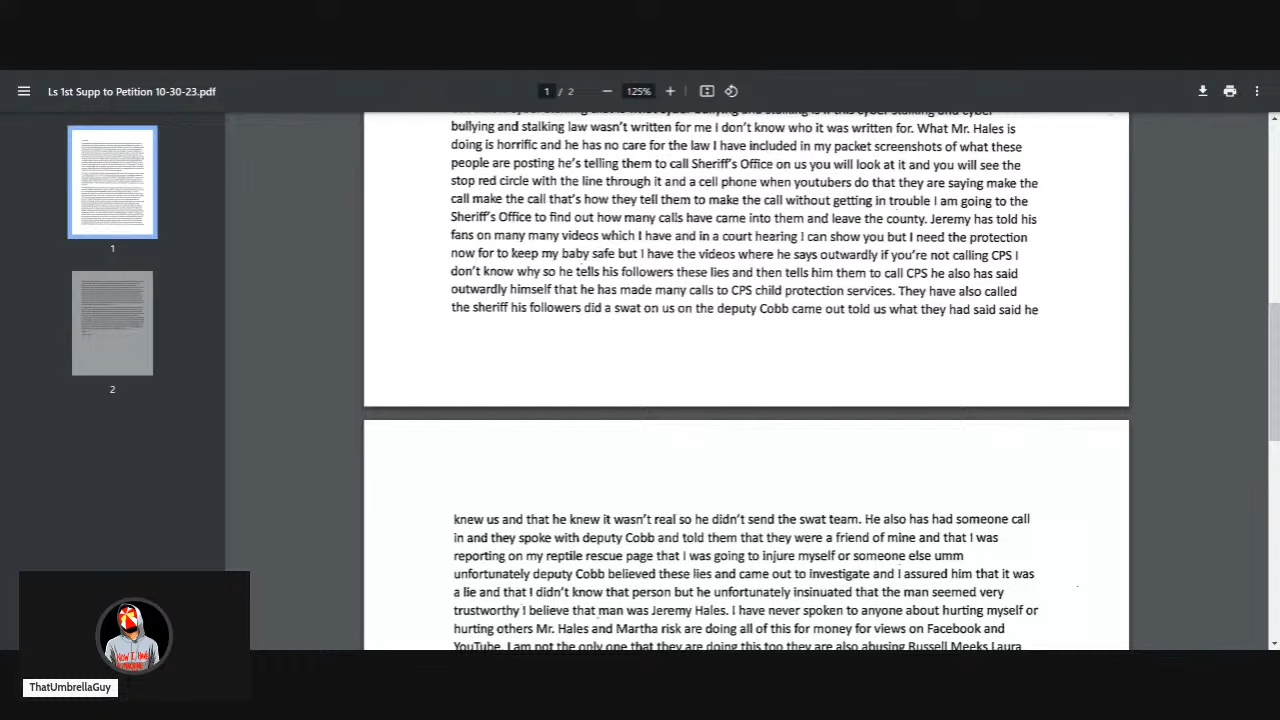 Ls 1st Supp to Petition 10-30-23.pdf
1 / 2
125%
bullying and stalking law wasn't written for me I don't know who it was written for. What Mr. Hales is
doing is horrific and he has no care for the law I have included in my packet screenshots of what these
people are posting he's telling them to call Sheriff's Office on us you will look at it and you will see the
stop red circle with the line through it and a cell phone when youtubers do that they are saying make the
call make the call that's how they tell them to make the call without getting in trouble I am going to the
Sheriff's Office to find out how many calls have came into them and leave the county. Jeremy has told his
fans on many many videos which I have and in a court hearing I can show you but I need the protection
now for to keep my baby safe but I have the videos where he says outwardly if you're not calling CPS I
don't know why so he tells his followers these lies and then tells him them to call CPS he also has said
outwardly himself that he has made many calls to CPS child protection services. They have also called
the sheriff his followers did a swat on us on the deputy Cobb came out told us what they had said said he
1
2
knew us and that he knew it wasn't real so he didn't send the swat team. He also has had someone call
in and they spoke with deputy Cobb and told them that they were a friend of mine and that I was
reporting on my reptile rescue page that I was going to injure myself or someone else umm
unfortunately deputy Cobb believed these lies and came out to investigate and I assured him that it was
a lie and that I didn't know that person but he unfortunately insinuated that the man seemed very
trustworthy I believe that man was Jeremy Hales. I have never spoken to anyone about hurting myself or
hurting others Mr. Hales and Martha risk are doing all of this for money for views on Facebook and
YouTube. I am not the only one that they are doing this too they are also abusing Russell Meeks Laura
NOW I HAVE
ThatUmbrellaGuy